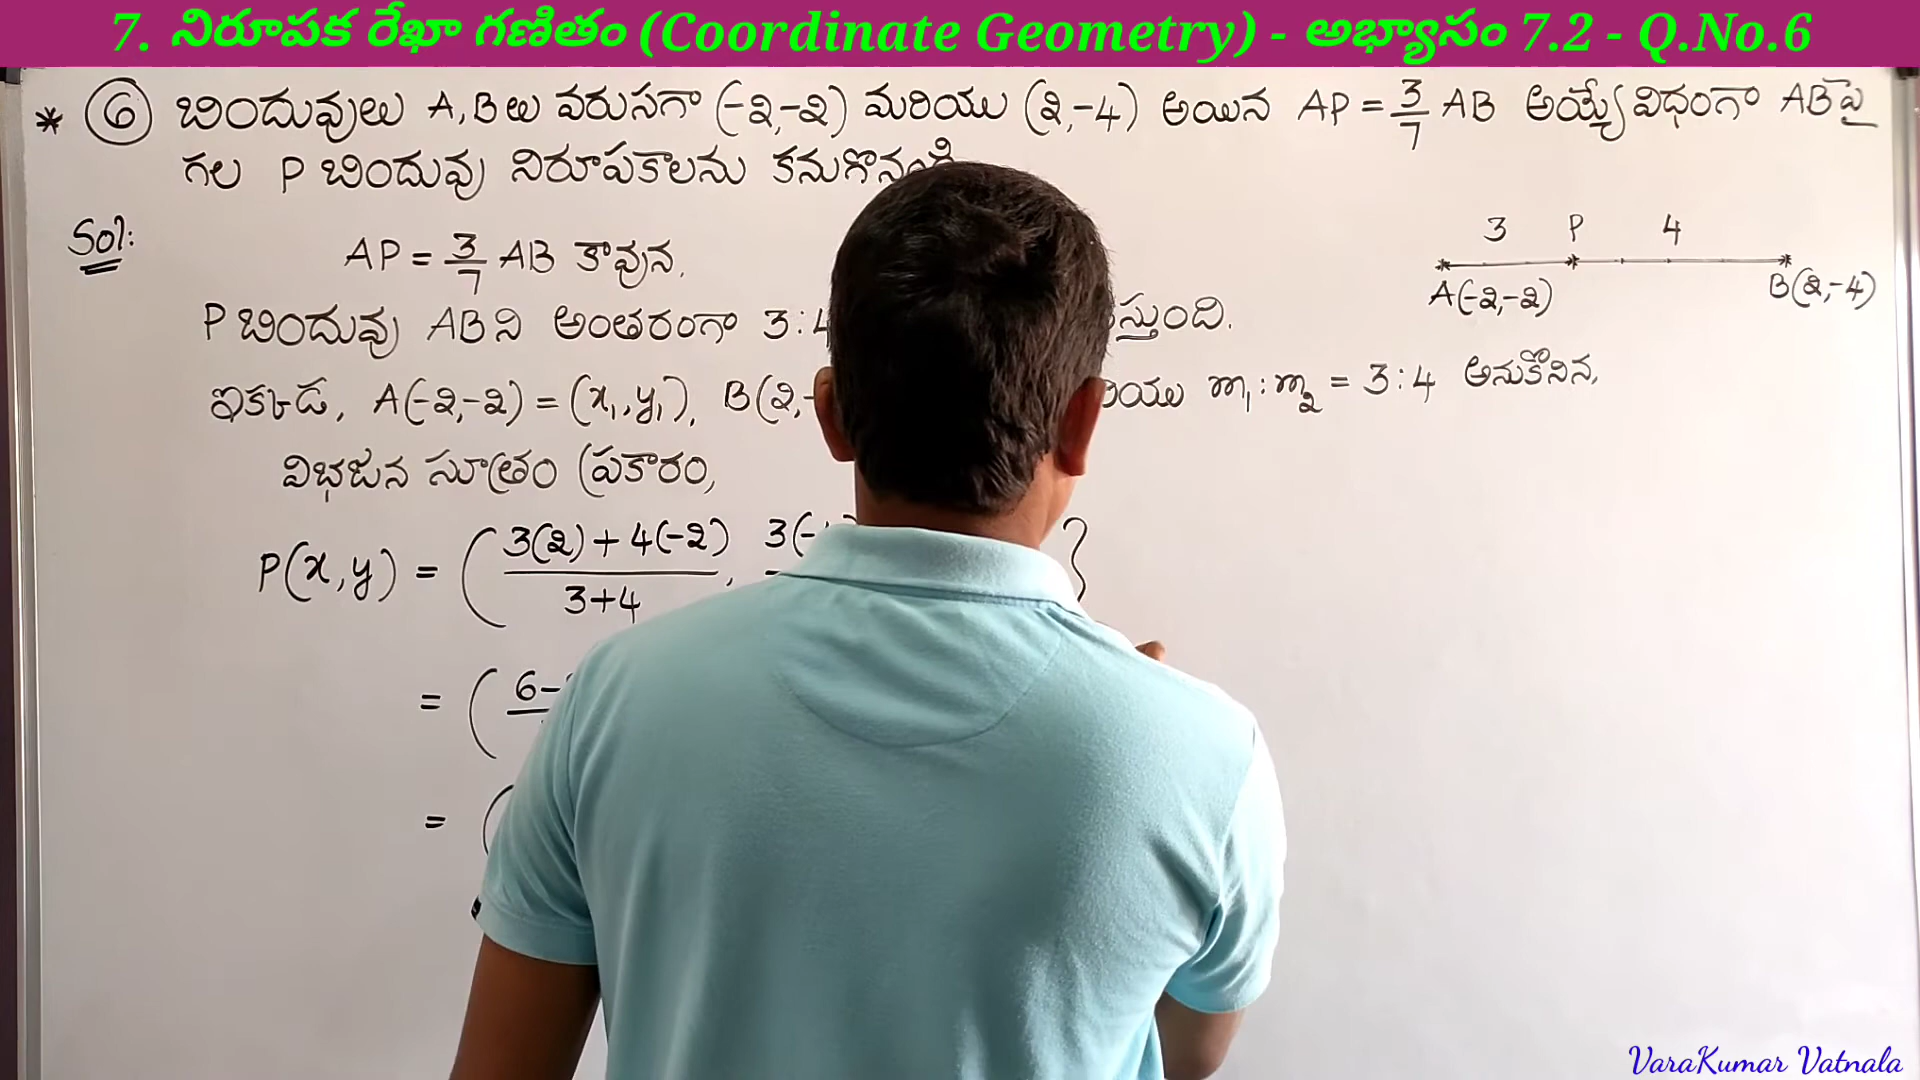 7. నిరూపక రేఖా గణితం (Coordinate Geometry) - అభ్యాసం 7.2 - Q.No.6
* 6 బిందువులు A,B లు వరుసగా (-2,-2) మరియు (2,-4) అయిన AP = 3/7 AB అయ్యే విధంగా AB పై
గల P బిందువు నిరూపకాలను
Sol:
AP = 3/7 AB కావున,
3 P 4
A(-2,-2) B(2,-4)
P బిందువు AB ని అంతరంగా 3:4
ఇక్కడ, A(-2,-2) = (x₁,y₁), B(2,- m₁:m₂ = 3:4 అనుకొనిన,
విభజన సూత్రం ప్రకారం,
P(x,y) = ( 3(2)+4(-2) / 3+4 , 3(- )
= ( 6-
= (
VaraKumar Vatnala